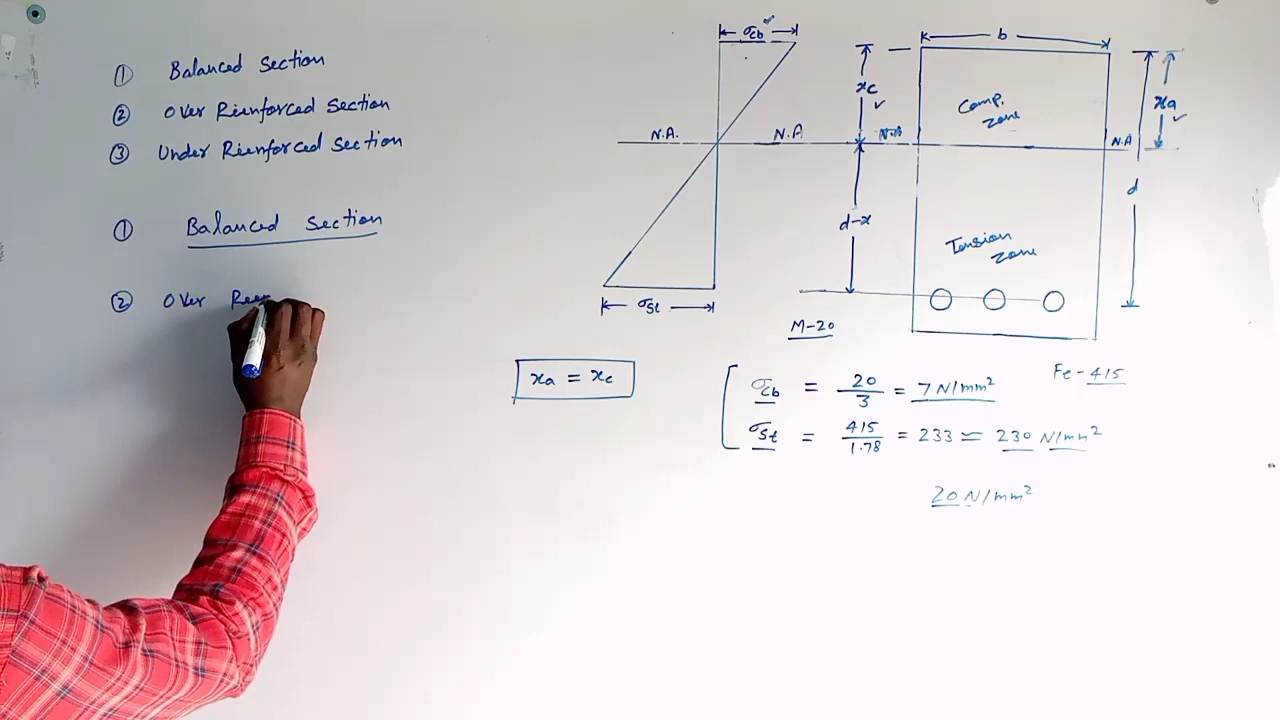 ① Balanced Section
② Over Rienforced Section
③ Under Rienforced Section
① Balanced Section
② Over
σcb
xc
N.A.
N.A
d-x
σst
b
Comp. zone
xa
N.A
d
Tension zone
M-20
xa = xc
Fe-415
σcb = 20/3 = 7 N/mm²
σst = 415/1.78 = 233 ≃ 230 N/mm²
20 N/mm²